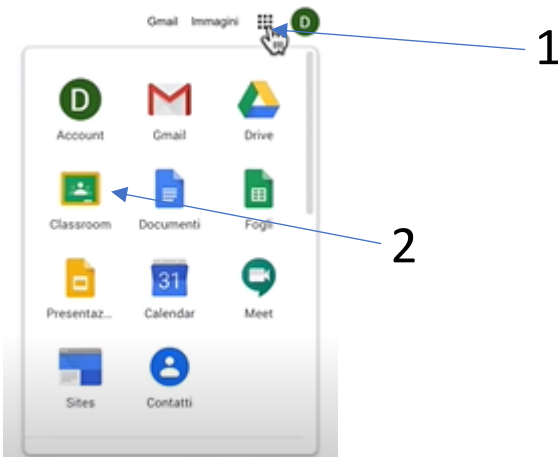 Gmail Immagini D
1
D
Account Gmail Drive
Classroom Documenti Fogli
2
31
Presentaz... Calendar Meet
Sites Contatti